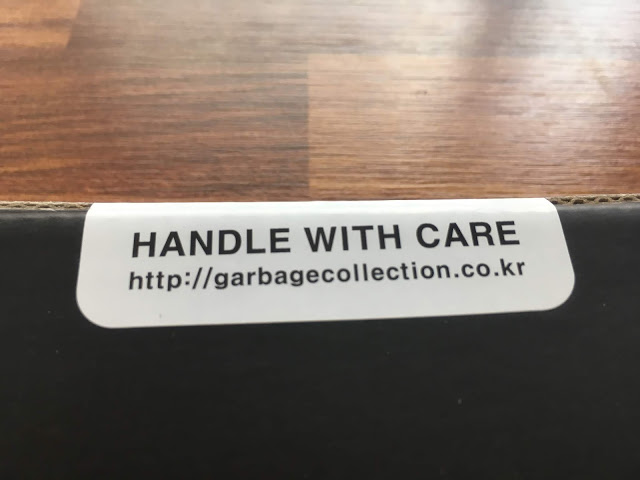 HANDLE WITH CARE
http://garbagecollection.co.kr